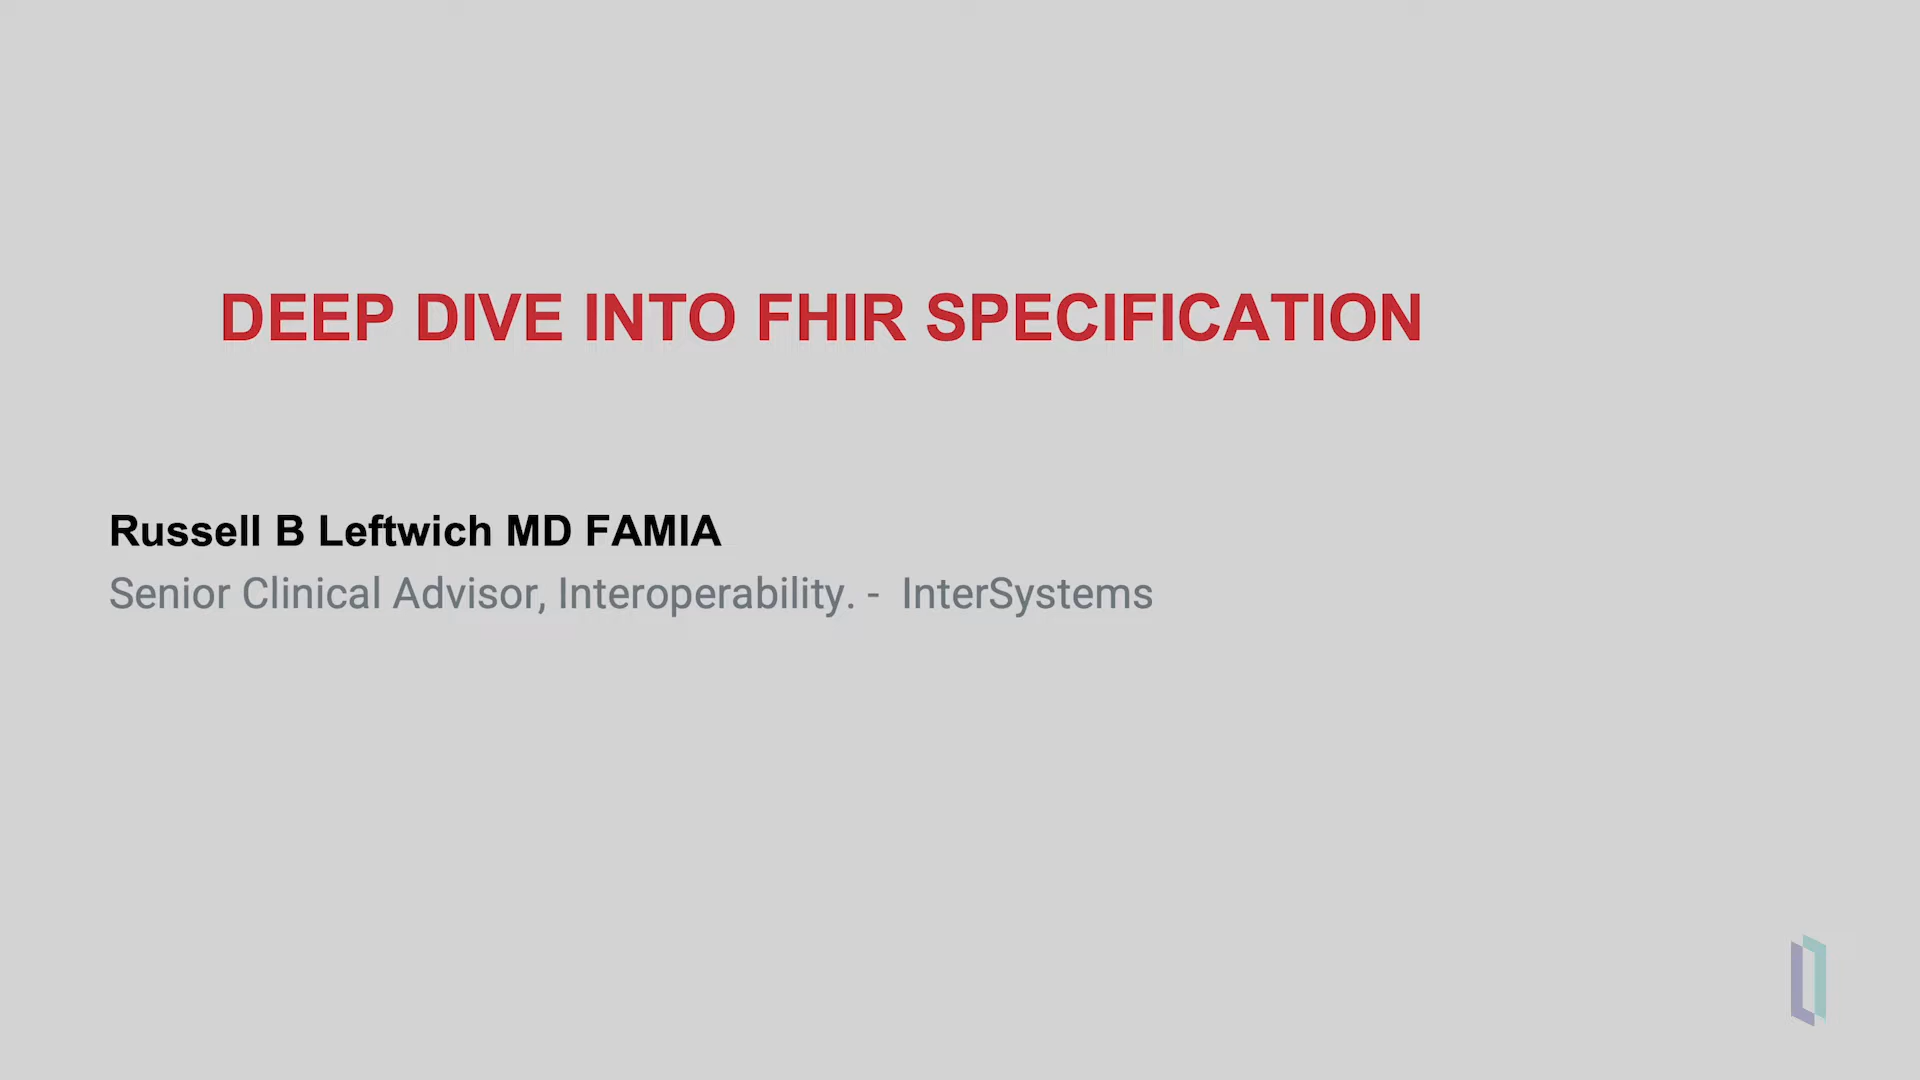 DEEP DIVE INTO FHIR SPECIFICATION
Russell B Leftwich MD FAMIA
Senior Clinical Advisor, Interoperability. - InterSystems